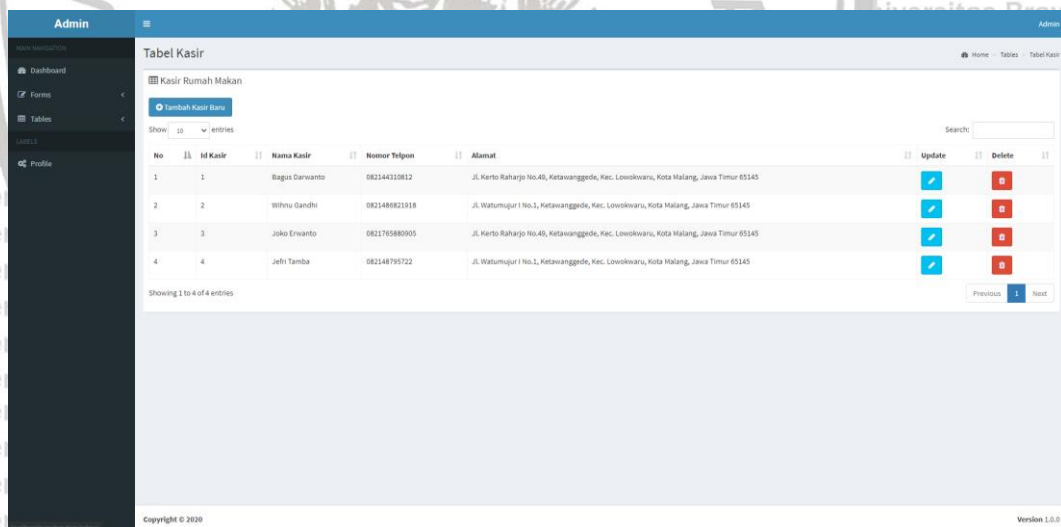 Admin
Admin
MAIN NAVIGATION
Dashboard
Forms
Tables
LABELS
Profile
Tabel Kasir
Home Tables Tabel Kasir
Kasir Rumah Makan
Tambah Kasir Baru
Show 10 entries
Search:
No Id Kasir Nama Kasir Nomor Telpon Alamat Update Delete
1 1 Bagus Darwanto 082144310812 Jl. Kerto Raharjo No.49, Ketawanggede, Kec. Lowokwaru, Kota Malang, Jawa Timur 65145
2 2 Wihnu Gandhi 0821486821918 Jl. Watumujur I No.1, Ketawanggede, Kec. Lowokwaru, Kota Malang, Jawa Timur 65145
3 3 Joko Erwanto 0821765880905 Jl. Kerto Raharjo No.49, Ketawanggede, Kec. Lowokwaru, Kota Malang, Jawa Timur 65145
4 4 Jefri Tamba 082148795722 Jl. Watumujur I No.1, Ketawanggede, Kec. Lowokwaru, Kota Malang, Jawa Timur 65145
Showing 1 to 4 of 4 entries
Previous 1 Next
Copyright © 2020
Version 1.0.0